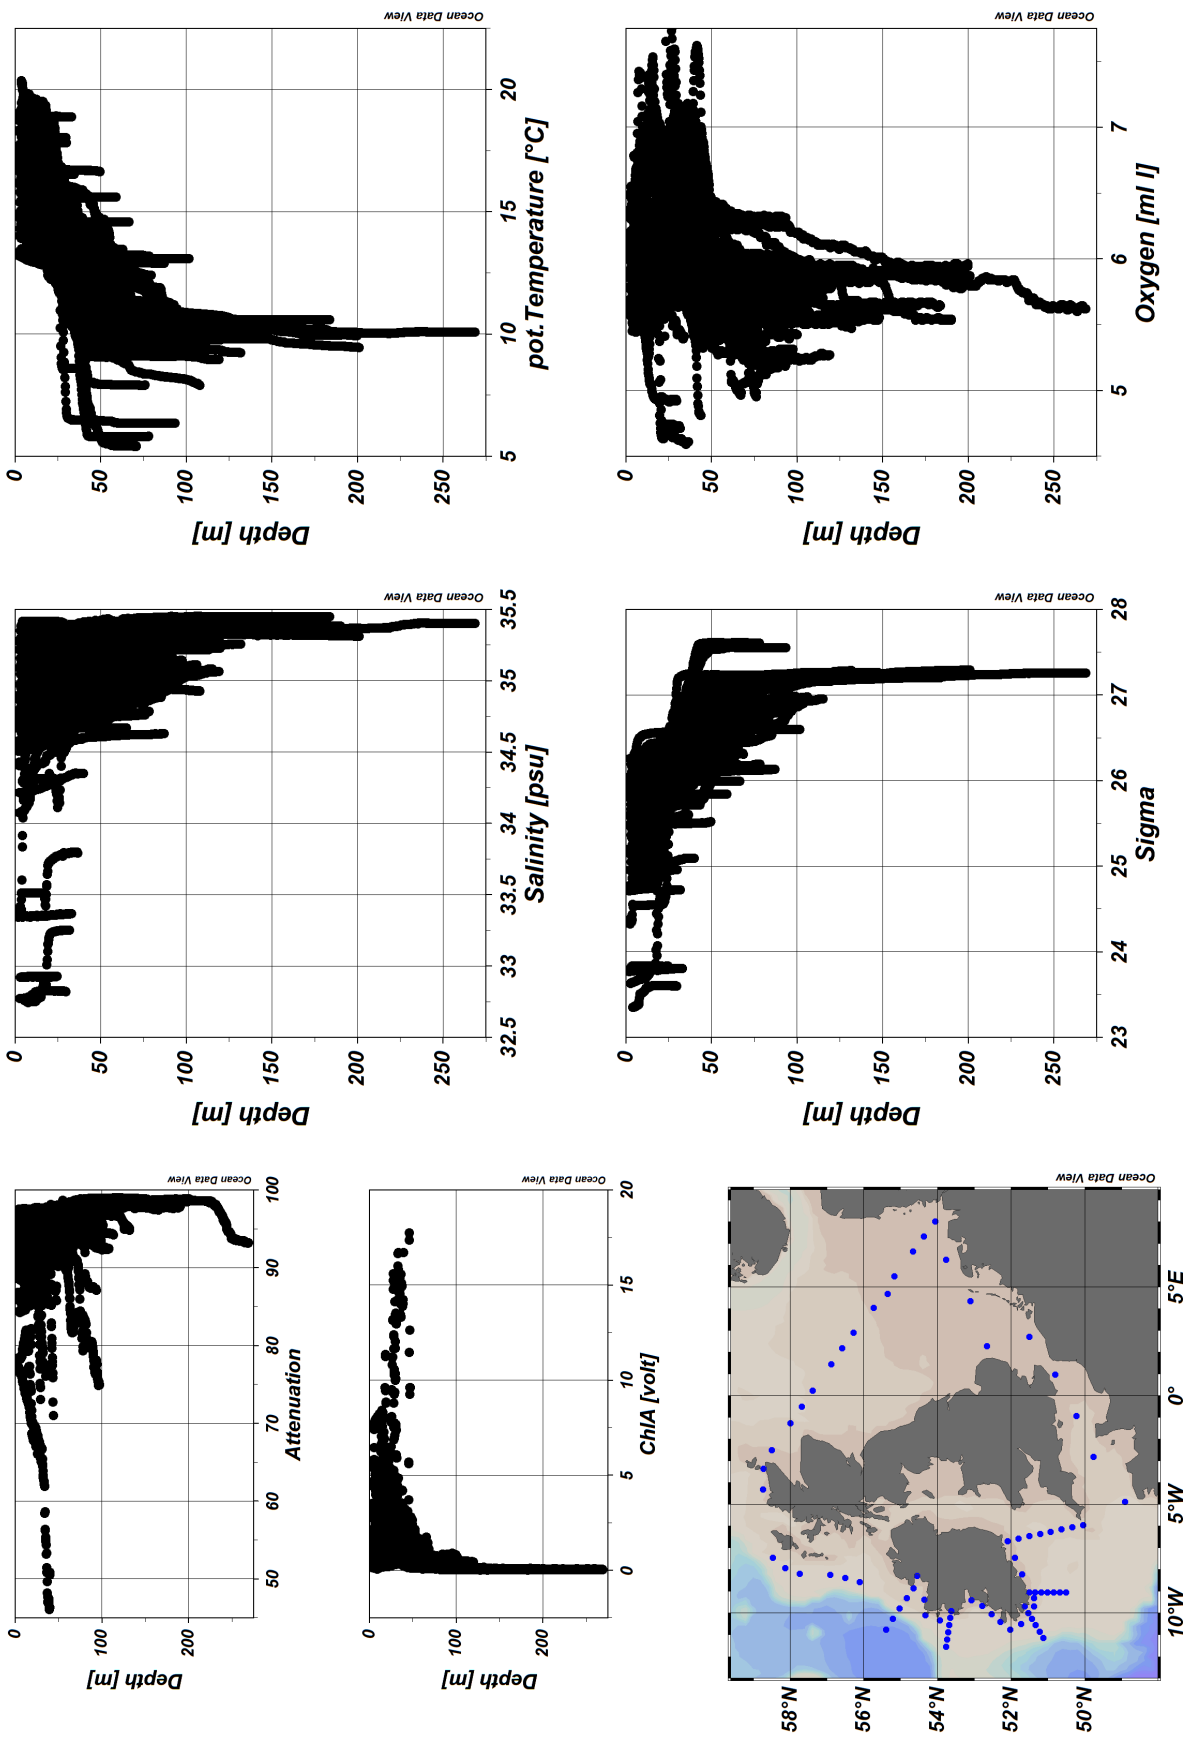 Ocean Data View
5 10 15 20
pot.Temperature [°C]
0 50 100 150 200 250
Depth [m]
Ocean Data View
5 6 7
Oxygen [ml l]
0 50 100 150 200 250
Depth [m]
Ocean Data View
32.5 33 33.5 34 34.5 35 35.5
Salinity [psu]
0 50 100 150 200 250
Depth [m]
Ocean Data View
23 24 25 26 27 28
Sigma
0 50 100 150 200 250
Depth [m]
Ocean Data View
50 60 70 80 90 100
Attenuation
0 100 200
Depth [m]
Ocean Data View
0 5 10 15 20
ChlA [volt]
0 100 200
Depth [m]
Ocean Data View
10°W 5°W 0° 5°E
58°N 56°N 54°N 52°N 50°N